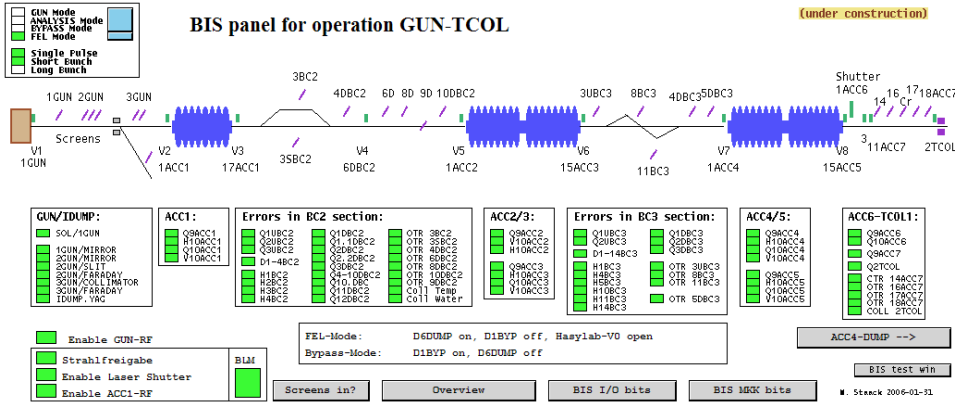 GUN Mode
ANALYSIS Mode
BYPASS Mode
FEL Mode
Single Pulse
Short Bunch
Long Bunch
BIS panel for operation GUN-TCOL
(under construction)
1GUN 2GUN 3GUN 3BC2 4DBC2 6D 8D 9D 10DBC2 3UBC3 8BC3 4DBC3 5DBC3 Shutter 1ACC6 14 16 Cr 17 18ACC7
Screens
V1 1GUN
V2 1ACC1
V3 17ACC1
3SBC2
V4 6DBC2
V5 1ACC2
V6 15ACC3
11BC3
V7 1ACC4
V8 15ACC5
3
11ACC7
2TCOL
GUN/IDUMP:
SOL/1GUN
1GUN/MIRROR
2GUN/MIRROR
2GUN/SLIT
2GUN/FARADAY
3GUN/COLLIMATOR
3GUN/FARADAY
IDUMP.YAG
ACC1:
Q9ACC1
H10ACC1
Q10ACC1
V10ACC1
Errors in BC2 section:
Q1UBC2
Q2UBC2
Q3UBC2
D1-4BC2
H1BC2
H2BC2
H3BC2
H4BC2
Q1DBC2
Q1.1DBC2
Q2DBC2
Q2.2DBC2
Q3DBC2
Q4-10DBC2
Q10.DBC
Q11DBC2
Q12DBC2
OTR 3BC2
OTR 3SBC2
OTR 4DBC2
OTR 6DBC2
OTR 8DBC2
OTR 10DBC2
OTR 9DBC2
Coll Temp
Coll Water
ACC2/3:
Q9ACC2
V10ACC2
H10ACC2
Q9ACC3
H10ACC3
Q10ACC3
V10ACC3
Errors in BC3 section:
Q1UBC3
Q2UBC3
D1-14BC3
H1BC3
H4BC3
H5BC3
H10BC3
H11BC3
H14BC3
Q1DBC3
Q2DBC3
Q3DBC3
OTR 3UBC3
OTR 8BC3
OTR 11BC3
OTR 5DBC3
ACC4/5:
Q9ACC4
H10ACC4
Q10ACC4
V10ACC4
Q9ACC5
H10ACC5
Q10ACC5
V10ACC5
ACC6-TCOL1:
Q9ACC6
Q10ACC6
Q9ACC7
Q2TCOL
CTR 14ACC7
OTR 16ACC7
OTR 17ACC7
OTR 18ACC7
COLL 2TCOL
Enable GUN-RF
Strahlfreigabe
Enable Laser Shutter
Enable ACC1-RF
BLM
FEL-Mode: D6DUMP on, D1BYP off, Hasylab-V0 open
Bypass-Mode: D1BYP on, D6DUMP off
Screens in?
Overview
BIS I/O bits
BIS MKK bits
ACC4-DUMP -->
BIS test win
M. Staack 2006-01-31